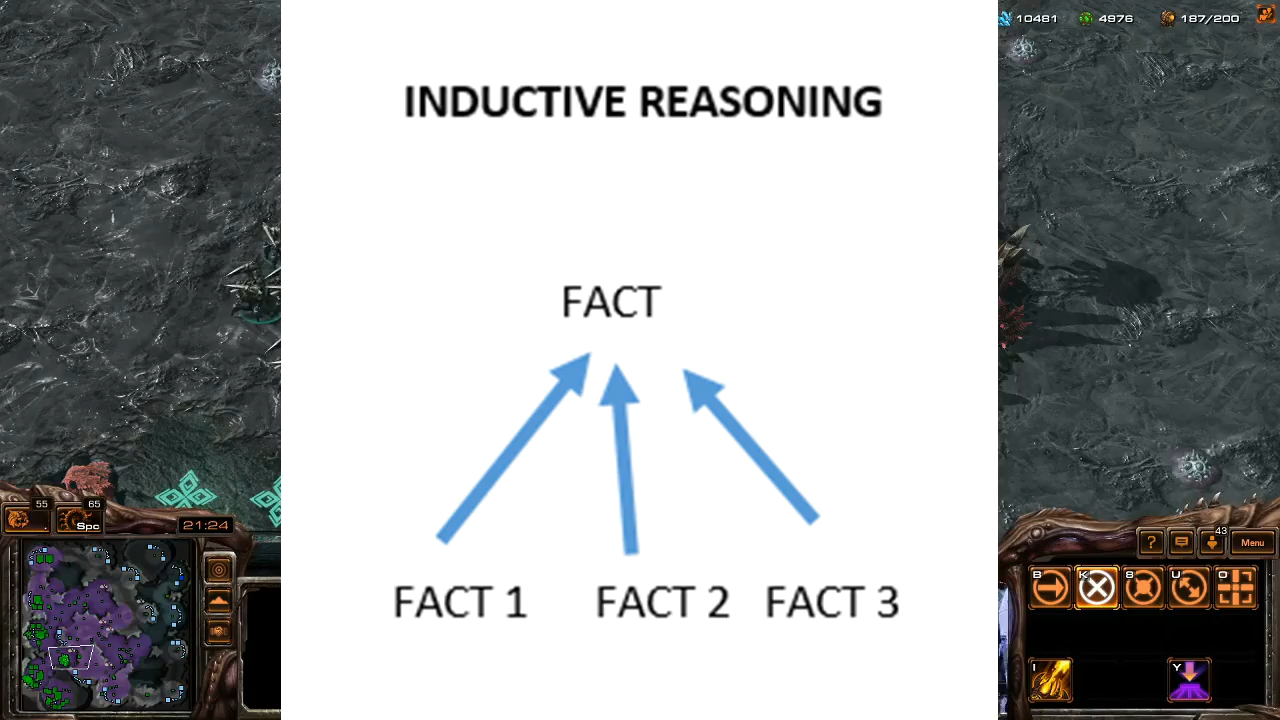 10481 4976 187/200
INDUCTIVE REASONING
FACT
FACT 1 FACT 2 FACT 3
55 65
Spc
21:24
43
? Menu
B K S U O
I Y